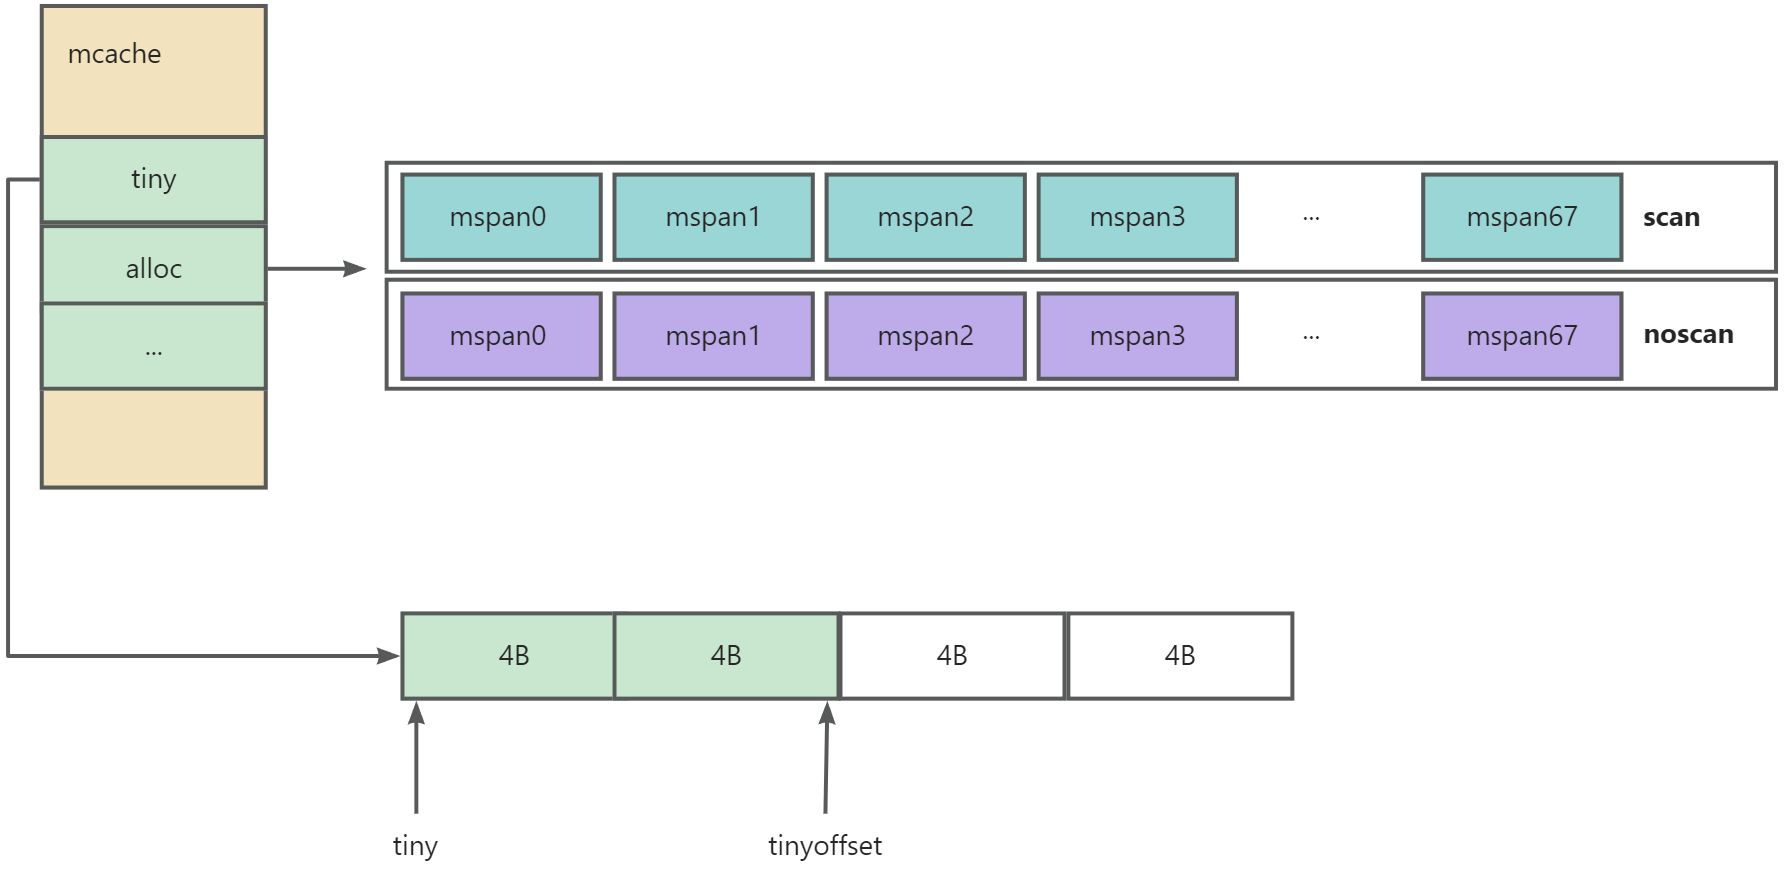 mcache
tiny
alloc
...
mspan0 mspan1 mspan2 mspan3 ... mspan67 scan
mspan0 mspan1 mspan2 mspan3 ... mspan67 noscan
4B 4B 4B 4B
tiny tinyoffset